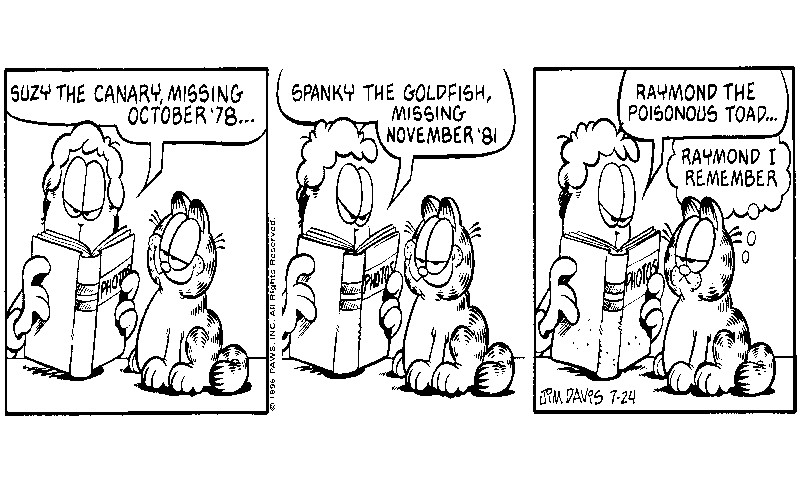 SUZY THE CANARY, MISSING
OCTOBER '78...
PHOTOS
© 1996 PAWS, INC. All Rights Reserved.
SPANKY THE GOLDFISH,
MISSING
NOVEMBER '81
PHOTOS
RAYMOND THE
POISONOUS TOAD...
RAYMOND I
REMEMBER
PHOTOS
JIM DAVIS 7-24